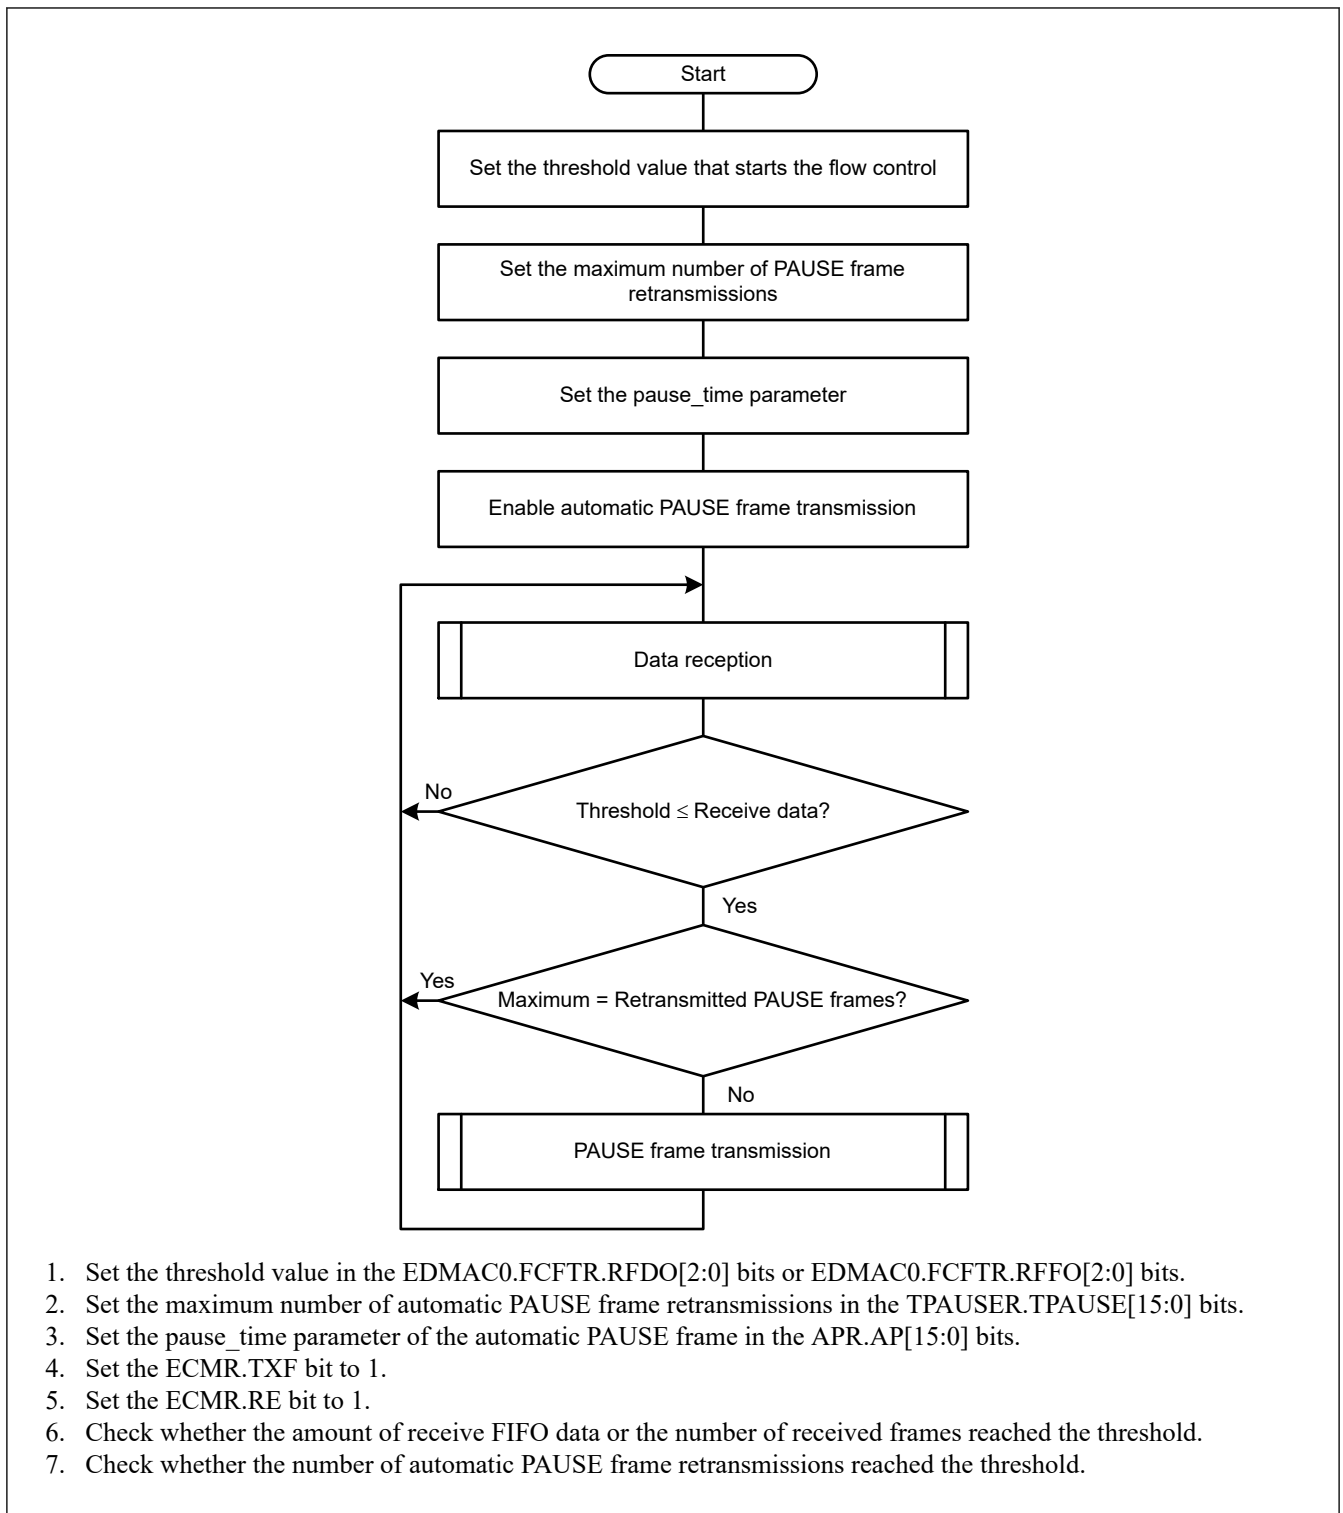 Start
Set the threshold value that starts the flow control
Set the maximum number of PAUSE frame
retransmissions
Set the pause_time parameter
Enable automatic PAUSE frame transmission
Data reception
No
Threshold ≤ Receive data?
Yes
Yes
Maximum = Retransmitted PAUSE frames?
No
PAUSE frame transmission
1. Set the threshold value in the EDMAC0.FCFTR.RFDO[2:0] bits or EDMAC0.FCFTR.RFFO[2:0] bits.
2. Set the maximum number of automatic PAUSE frame retransmissions in the TPAUSER.TPAUSE[15:0] bits.
3. Set the pause_time parameter of the automatic PAUSE frame in the APR.AP[15:0] bits.
4. Set the ECMR.TXF bit to 1.
5. Set the ECMR.RE bit to 1.
6. Check whether the amount of receive FIFO data or the number of received frames reached the threshold.
7. Check whether the number of automatic PAUSE frame retransmissions reached the threshold.